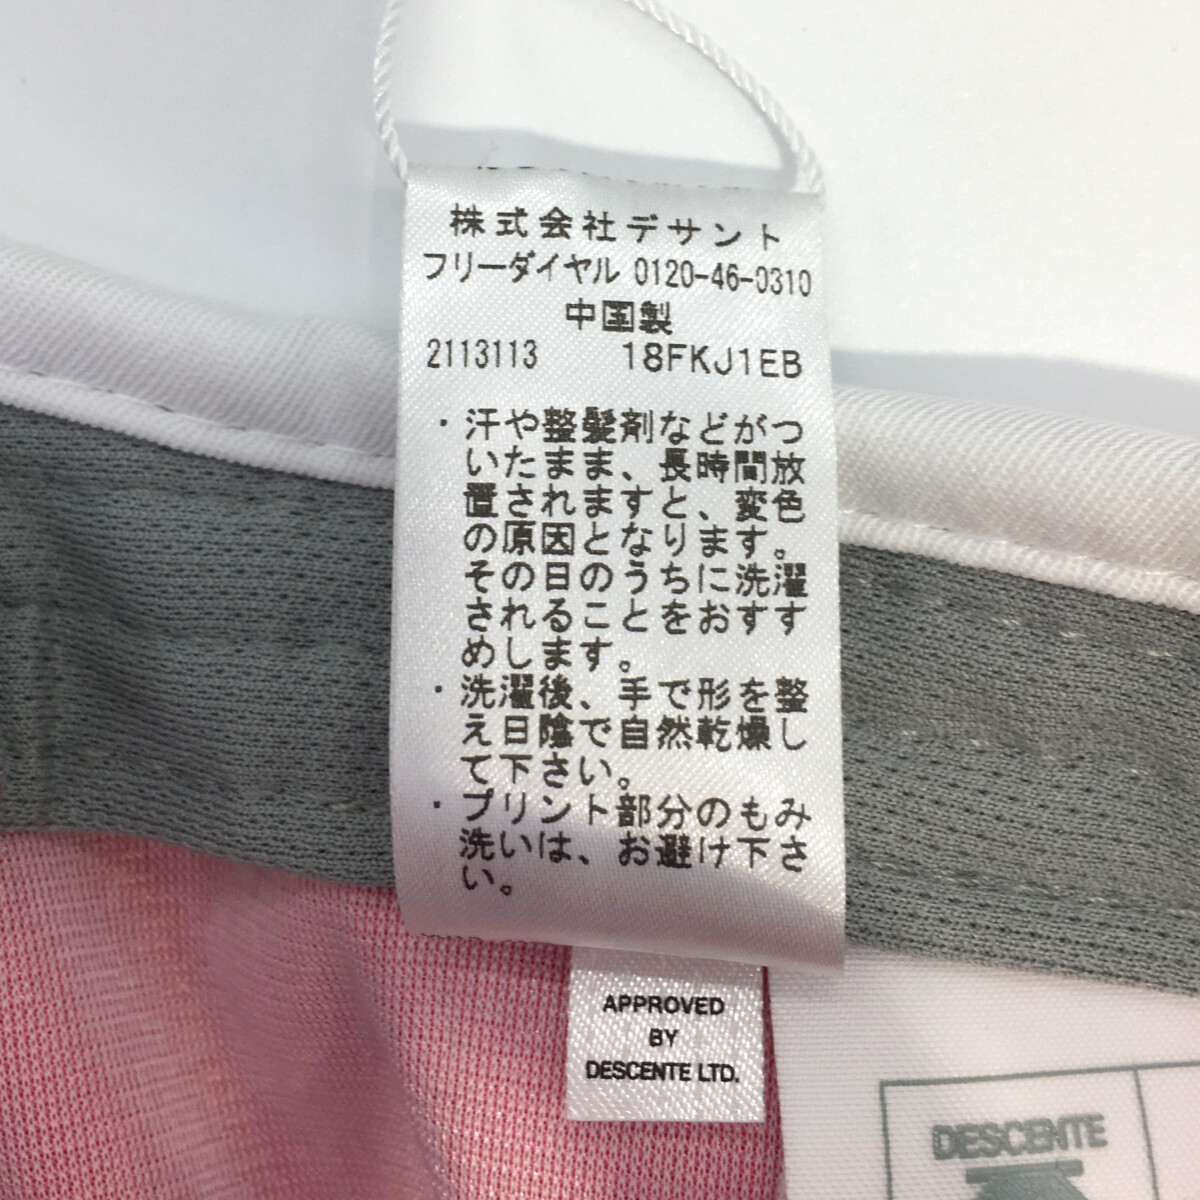 株式会社デサント
フリーダイヤル 0120-46-0310
中国製
2113113 18FKJ1EB
・汗や整髪剤などがつ
いたまま、長時間放
置されますと、変色
の原因となります。
その日のうちに洗濯
されることをおすす
めします。
・洗濯後、手で形を整
え日陰で自然乾燥し
て下さい。
・プリント部分のもみ
洗いは、お避け下さ
い。
APPROVED
BY
DESCENTE LTD.
DESCENTE